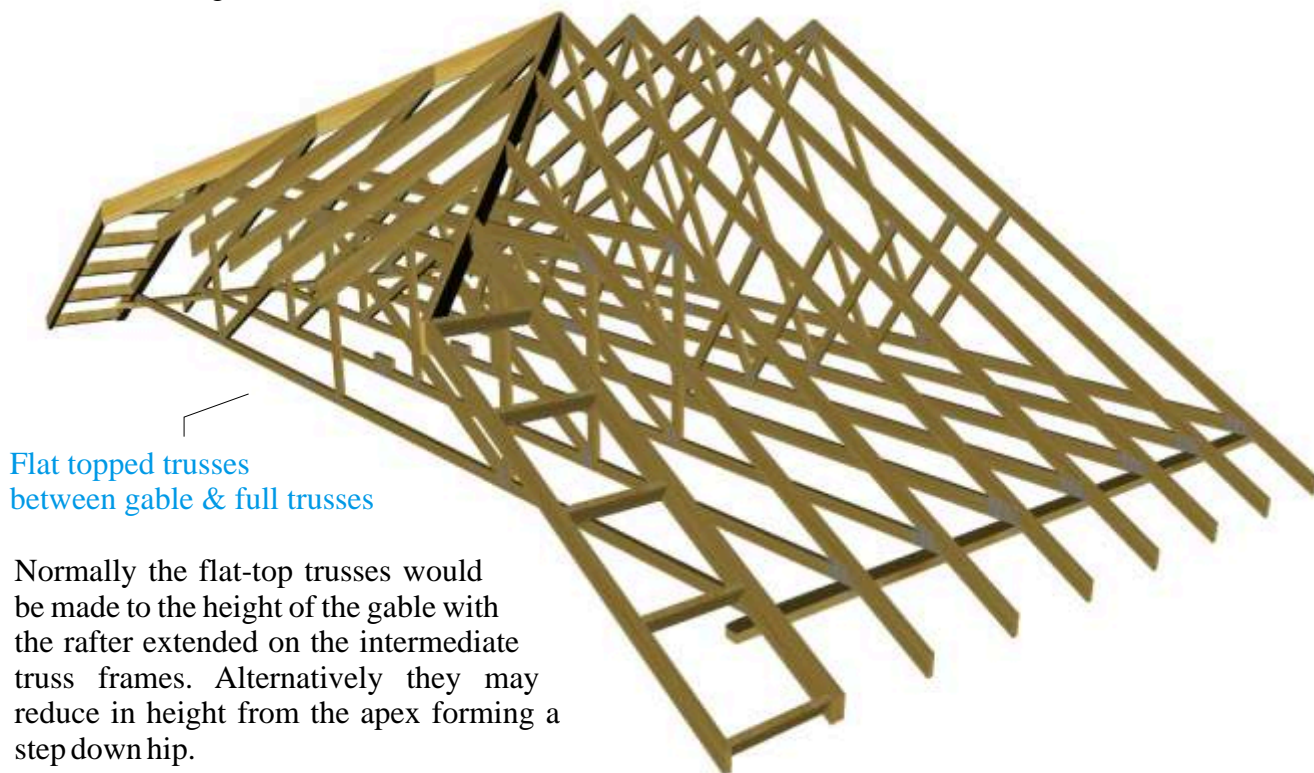 Flat topped trusses
between gable & full trusses
Normally the flat-top trusses would
be made to the height of the gable with
the rafter extended on the intermediate
truss frames. Alternatively they may
reduce in height from the apex forming a
step down hip.